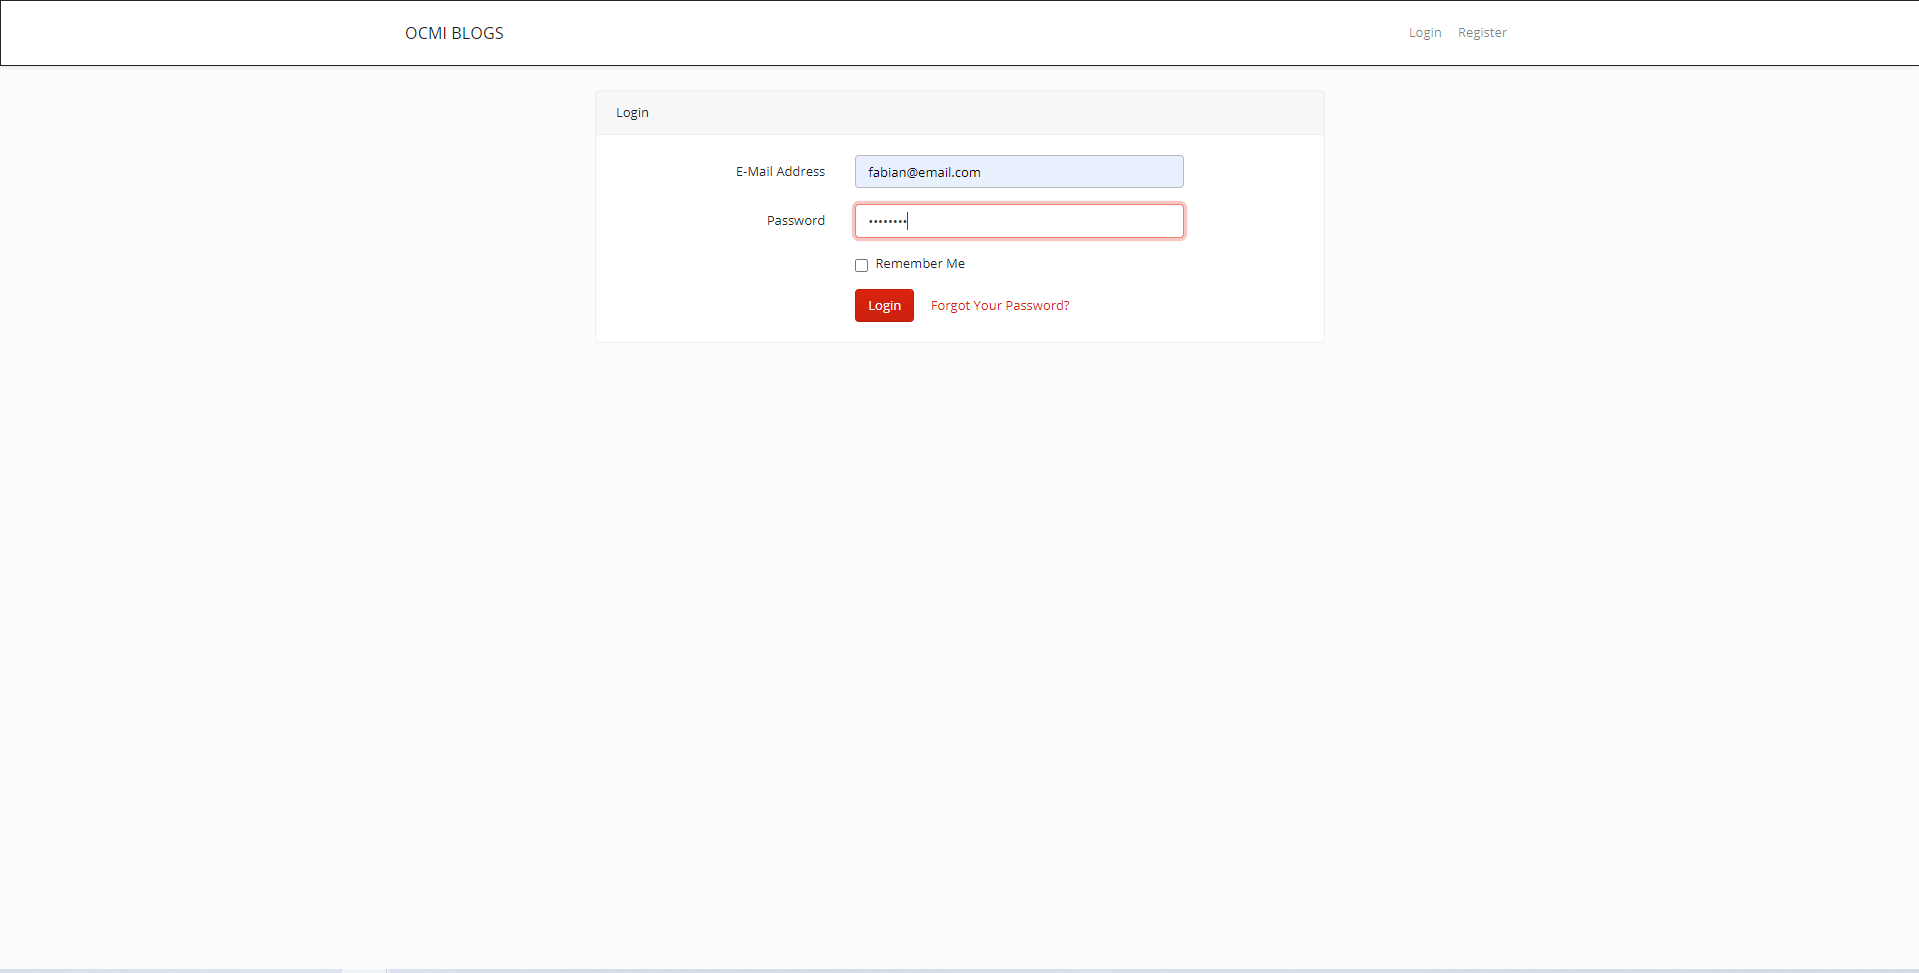 OCMI BLOGS
Login Register
Login
E-Mail Address fabian@email.com
Password ••••••••
Remember Me
Login Forgot Your Password?